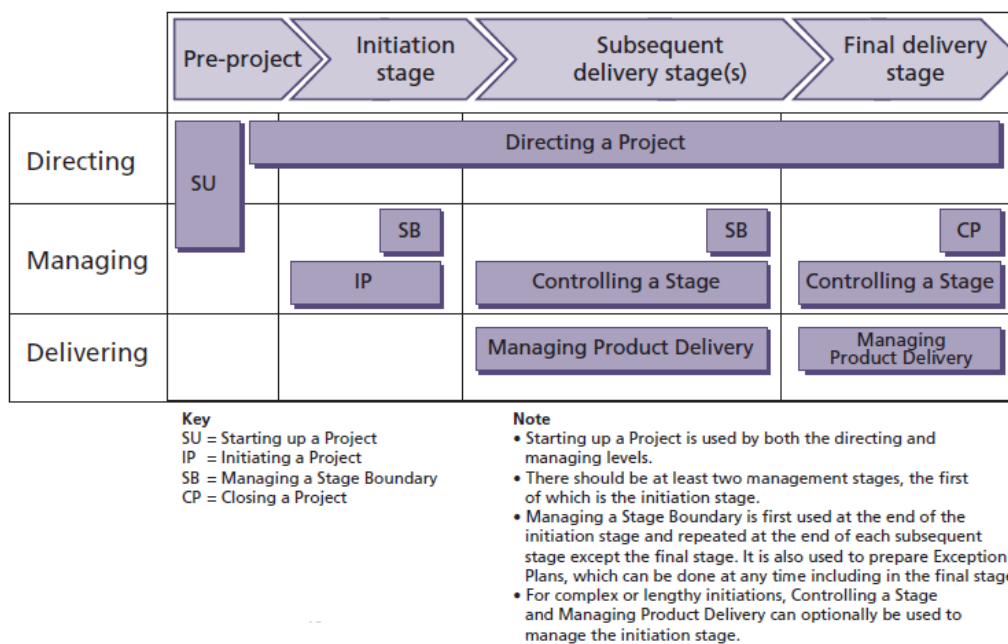 Pre-project
Initiation
stage
Subsequent
delivery stage(s)
Final delivery
stage
Directing
SU
Directing a Project
Managing
SB
SB
CP
IP
Controlling a Stage
Controlling a Stage
Delivering
Managing Product Delivery
Managing
Product Delivery
Key
SU = Starting up a Project
IP = Initiating a Project
SB = Managing a Stage Boundary
CP = Closing a Project
Note
• Starting up a Project is used by both the directing and
managing levels.
• There should be at least two management stages, the first
of which is the initiation stage.
• Managing a Stage Boundary is first used at the end of the
initiation stage and repeated at the end of each subsequent
stage except the final stage. It is also used to prepare Exception
Plans, which can be done at any time including in the final stag
• For complex or lengthy initiations, Controlling a Stage
and Managing Product Delivery can optionally be used to
manage the initiation stage.